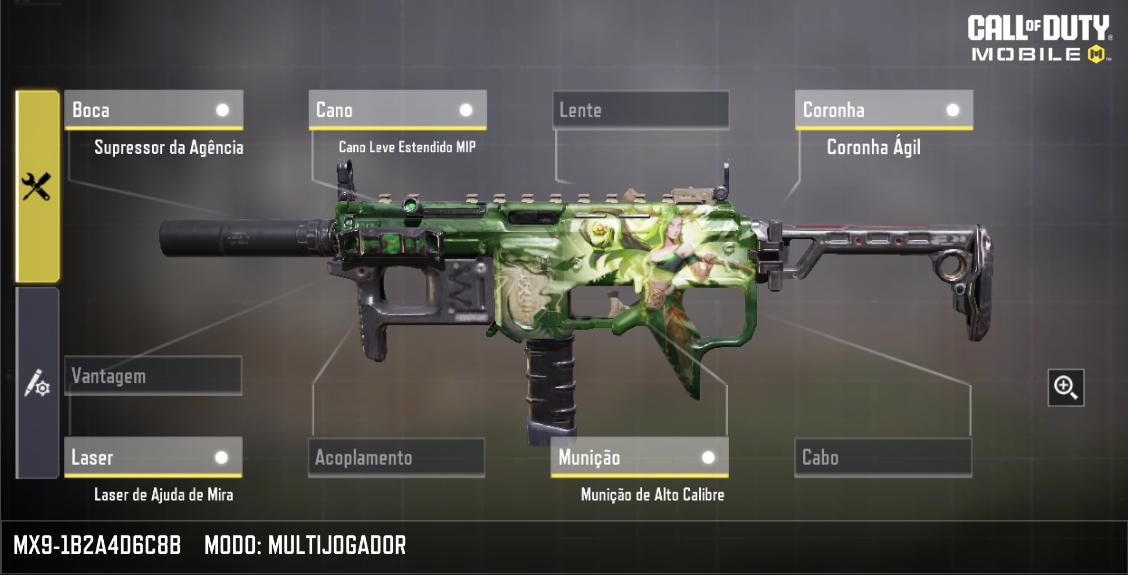 CALL OF DUTY
MOBILE
Boca
Cano
Lente
Coronha
Supressor da Agência
Cano Leve Estendido MIP
Coronha Ágil
Vantagem
Laser
Acoplamento
Munição
Cabo
Laser de Ajuda de Mira
Munição de Alto Calibre
MX9-1B2A4D6C8B MODO: MULTIJOGADOR